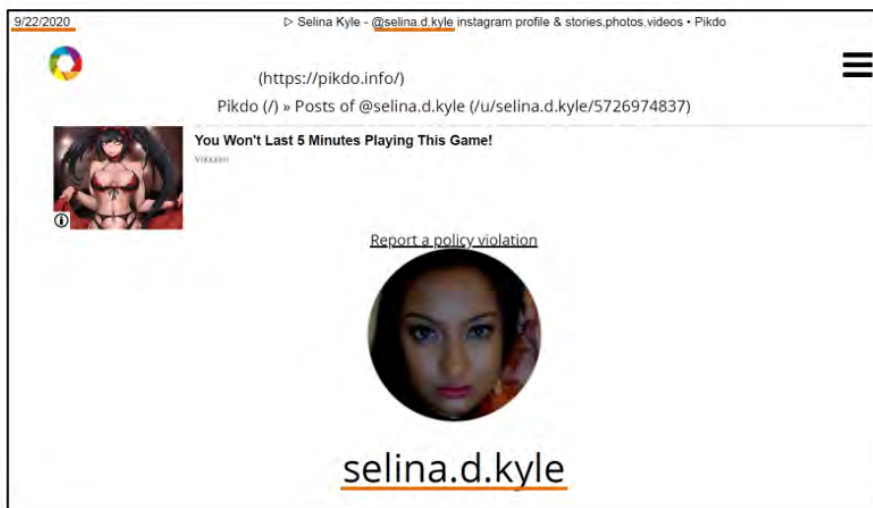 9/22/2020
▷ Selina Kyle - @selina.d.kyle instagram profile & stories,photos,videos • Pikdo
(https://pikdo.info/)
Pikdo (/) » Posts of @selina.d.kyle (/u/selina.d.kyle/5726974837)
You Won't Last 5 Minutes Playing This Game!
Report a policy violation
selina.d.kyle